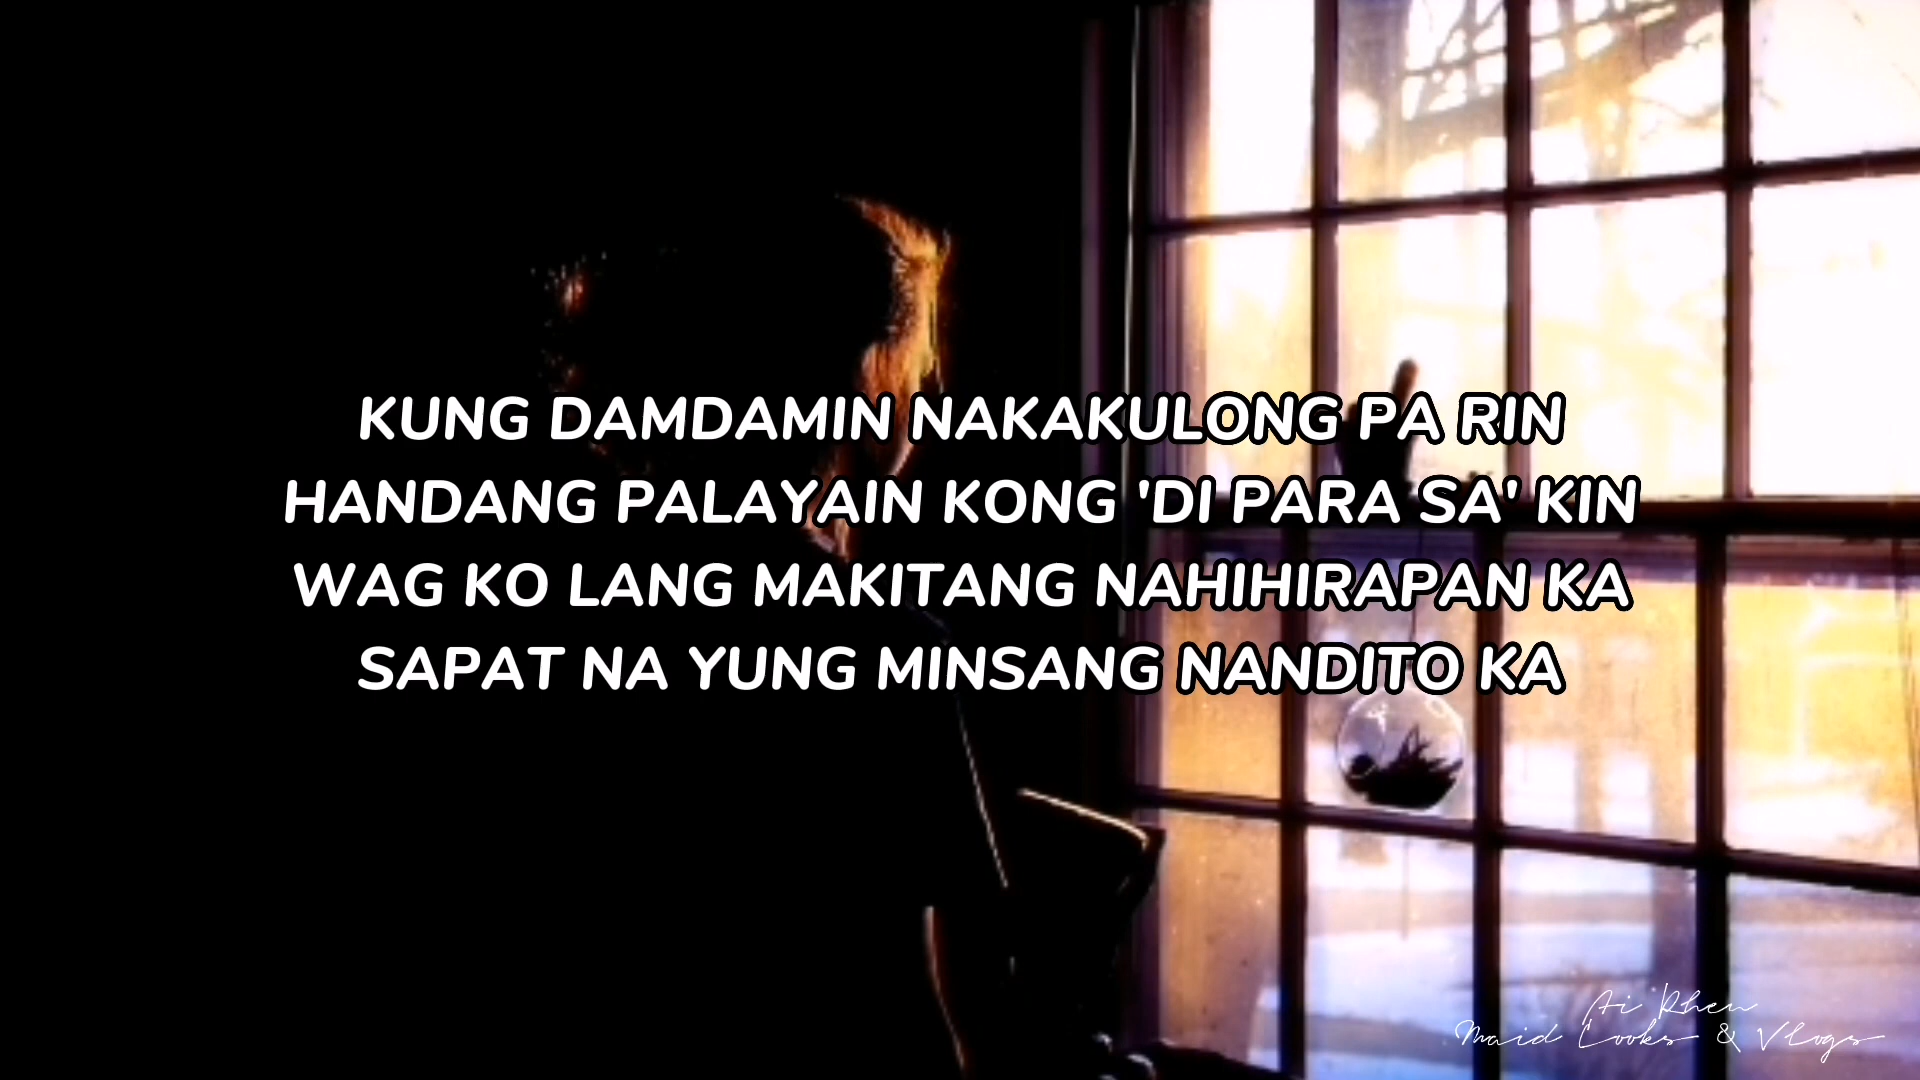 KUNG DAMDAMIN NAKAKULONG PA RIN
HANDANG PALAYAIN KONG 'DI PARA SA' KIN
WAG KO LANG MAKITANG NAHIHIRAPAN KA
SAPAT NA YUNG MINSANG NANDITO KA
Ai Rhen
Maid Cooks & Vlogs